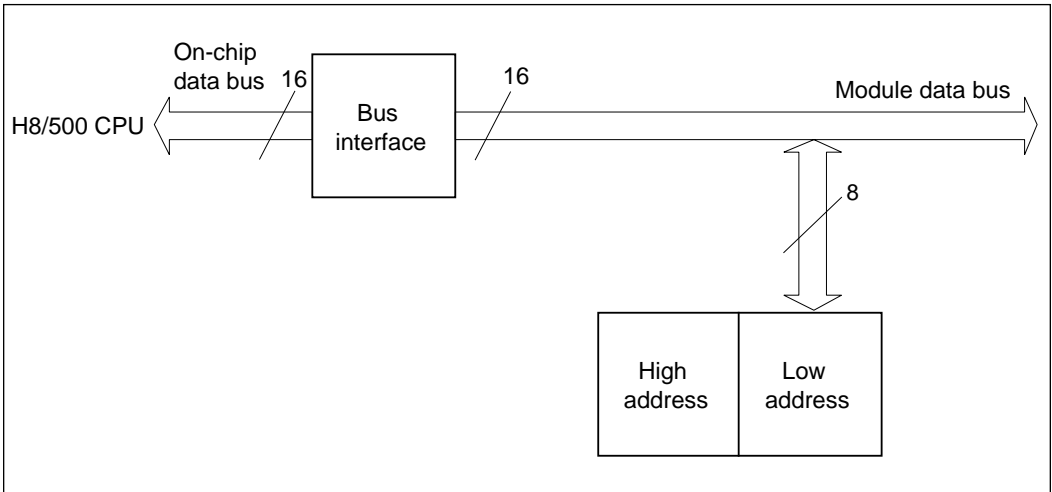 On-chip
data bus
16
16
H8/500 CPU
Bus
interface
Module data bus
8
High
address
Low
address